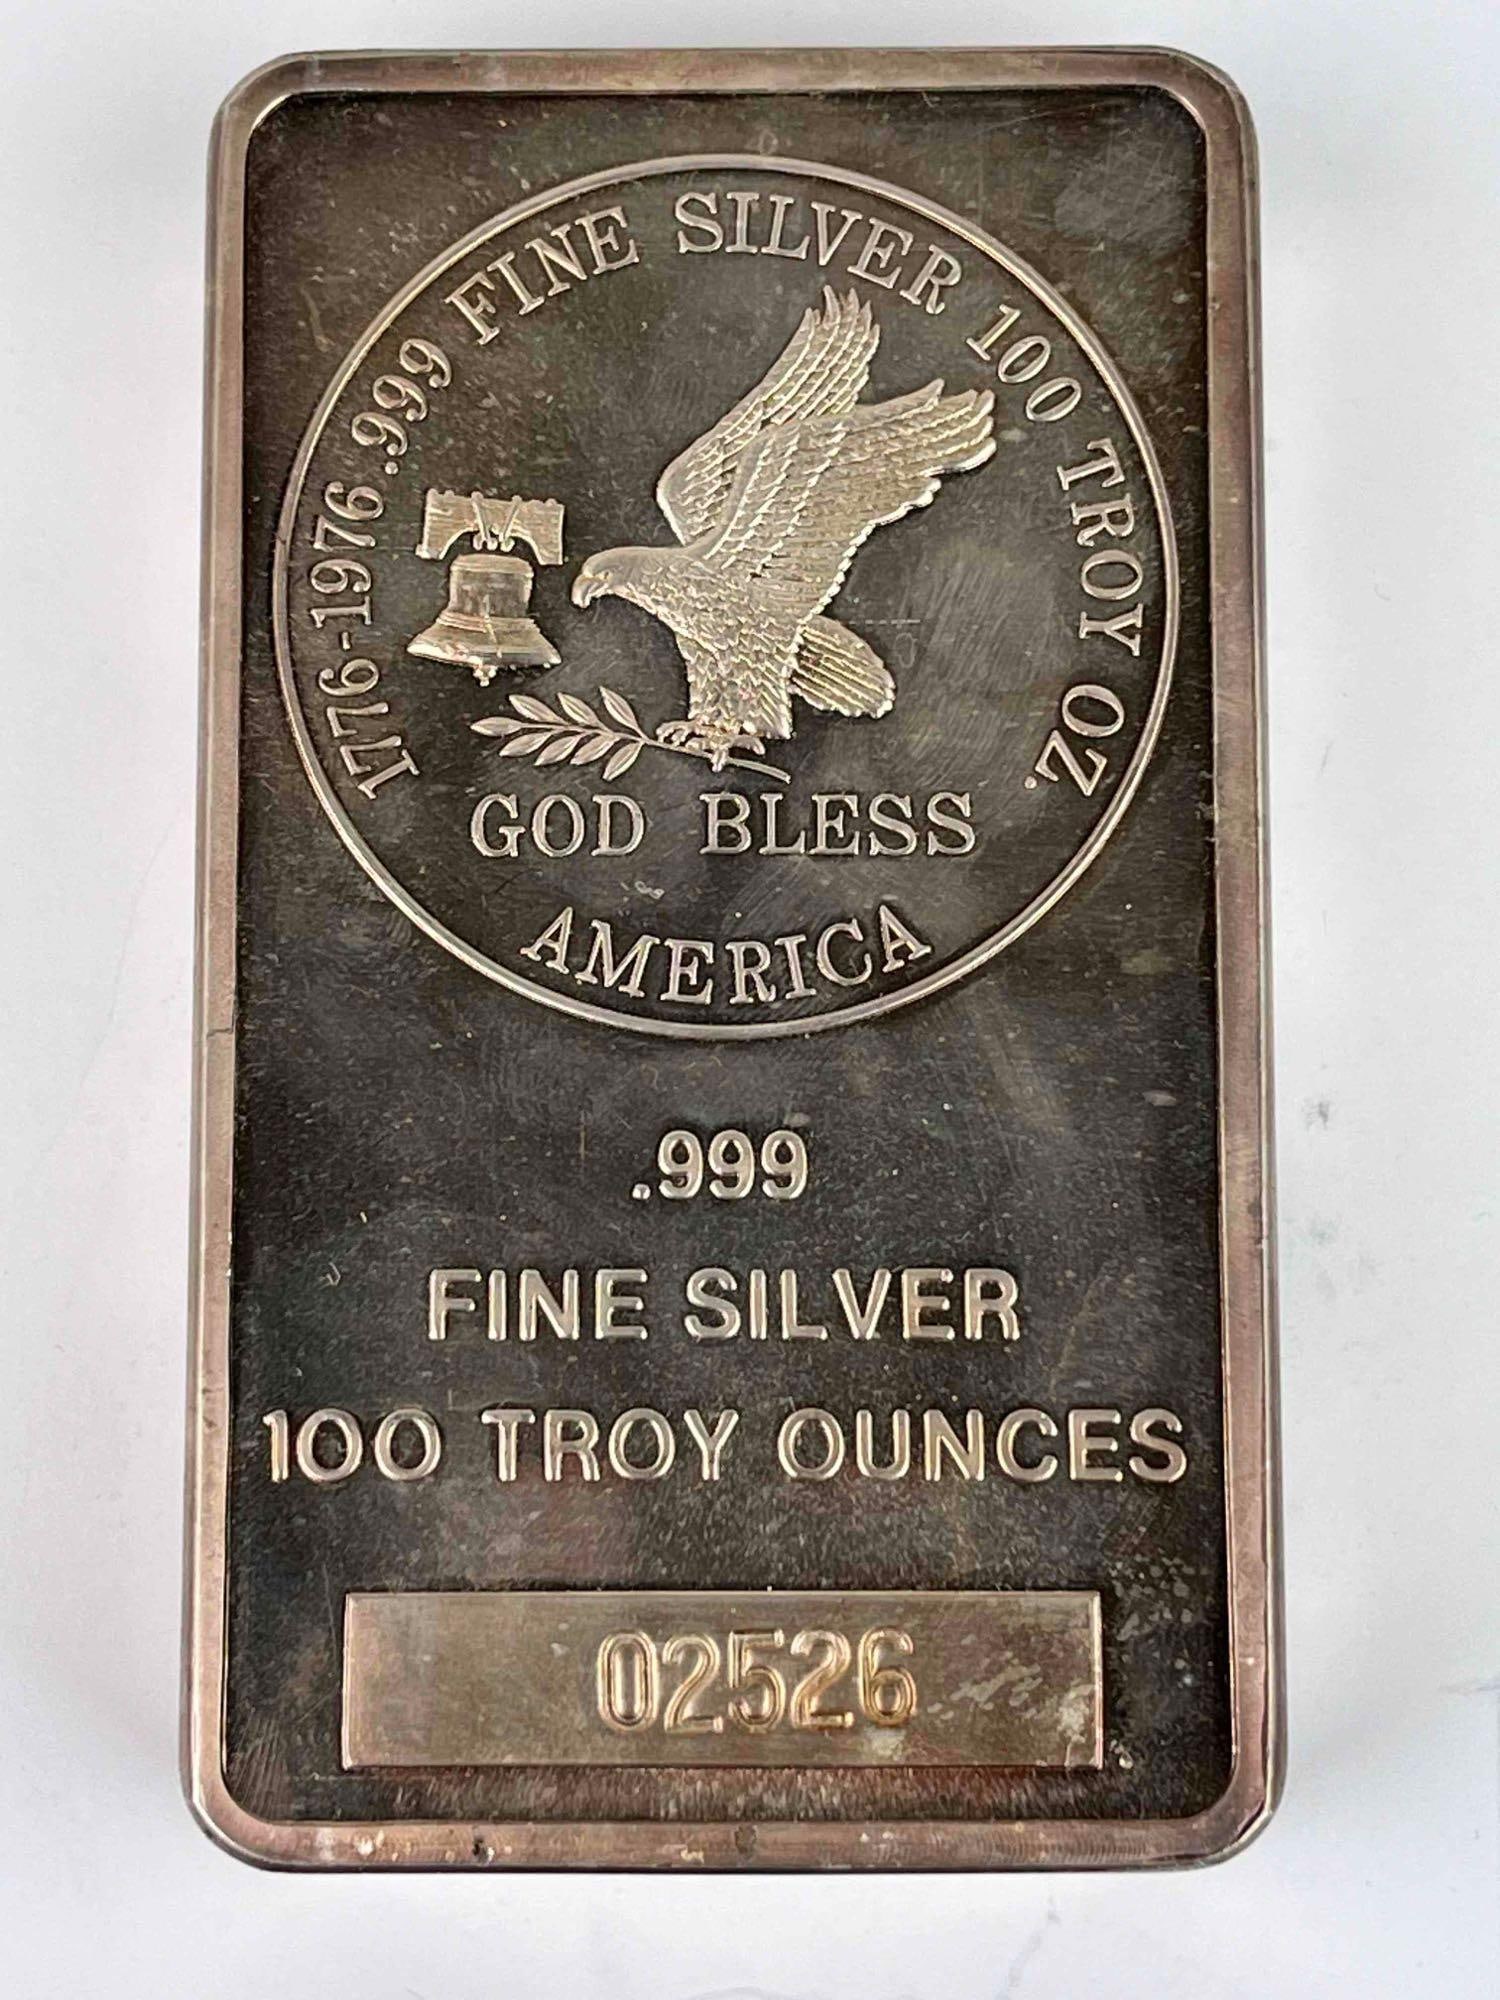 1776-1976 .999 FINE SILVER 100 TROY OZ.
GOD BLESS
AMERICA
.999
FINE SILVER
100 TROY OUNCES
02526